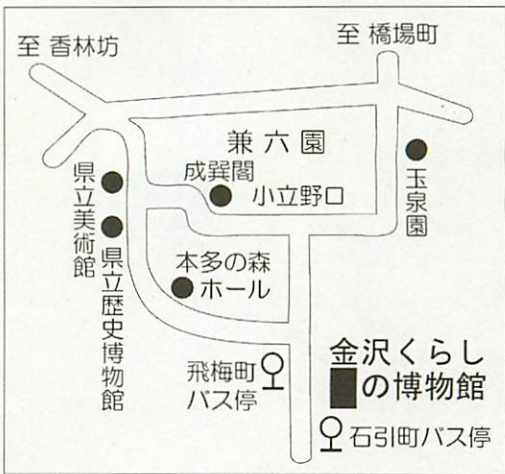 至 香林坊
至 橋場町
兼六園
成巽閣
小立野口
玉泉園
県立美術館
県立歴史博物館
本多の森
ホール
飛梅町
バス停
金沢くらし
の博物館
石引町バス停